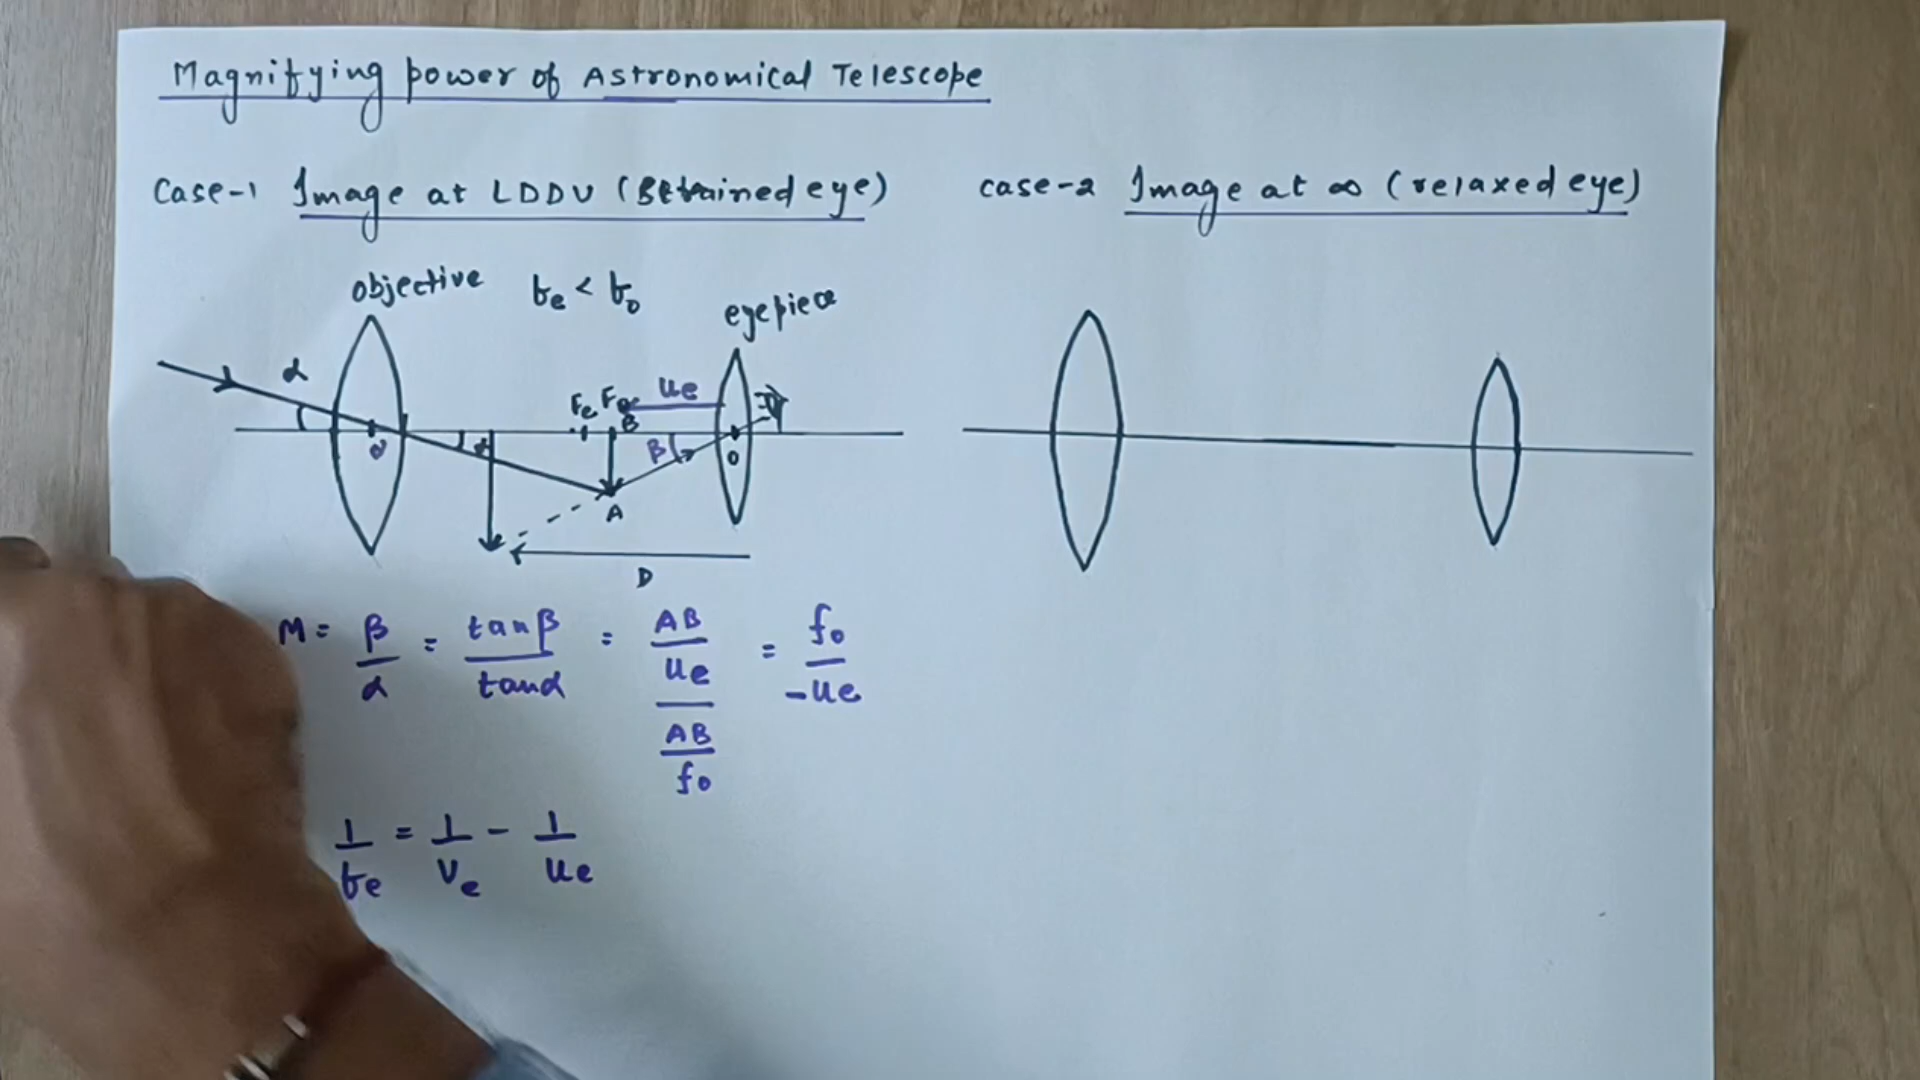 Magnifying power of Astronomical Telescope
Case-1 Image at LDDV (Strained eye)
objective
fe < fo
eyepiece
α
Fe Fo
ue
B
β
O
A
D
M = β/α = tanβ/tanα = (AB/ue)/(AB/fo) = fo/-ue
1/fe = 1/ve - 1/ue
case-2 Image at ∞ (relaxed eye)